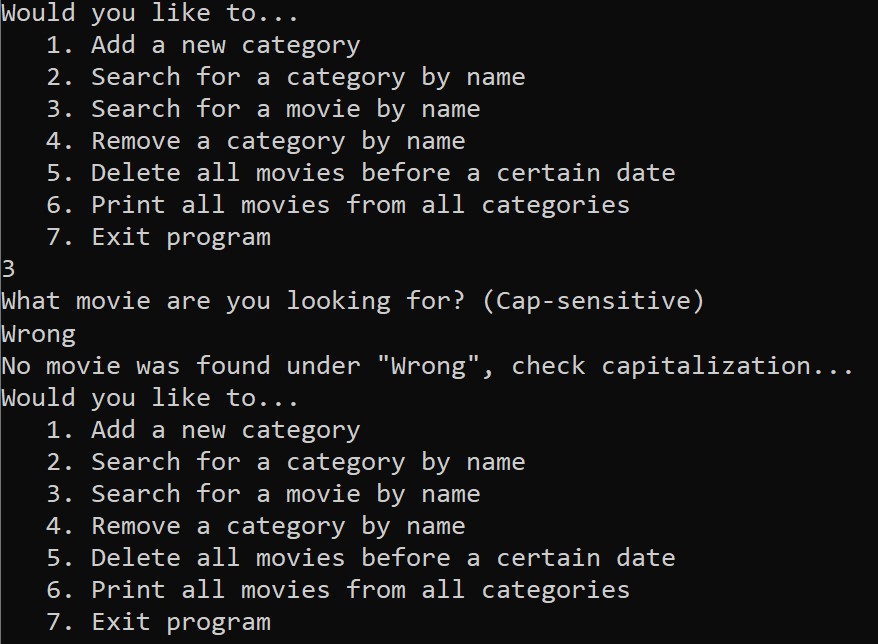 Would you like to...
   1. Add a new category
   2. Search for a category by name
   3. Search for a movie by name
   4. Remove a category by name
   5. Delete all movies before a certain date
   6. Print all movies from all categories
   7. Exit program
3
What movie are you looking for? (Cap-sensitive)
Wrong
No movie was found under "Wrong", check capitalization...
Would you like to...
   1. Add a new category
   2. Search for a category by name
   3. Search for a movie by name
   4. Remove a category by name
   5. Delete all movies before a certain date
   6. Print all movies from all categories
   7. Exit program